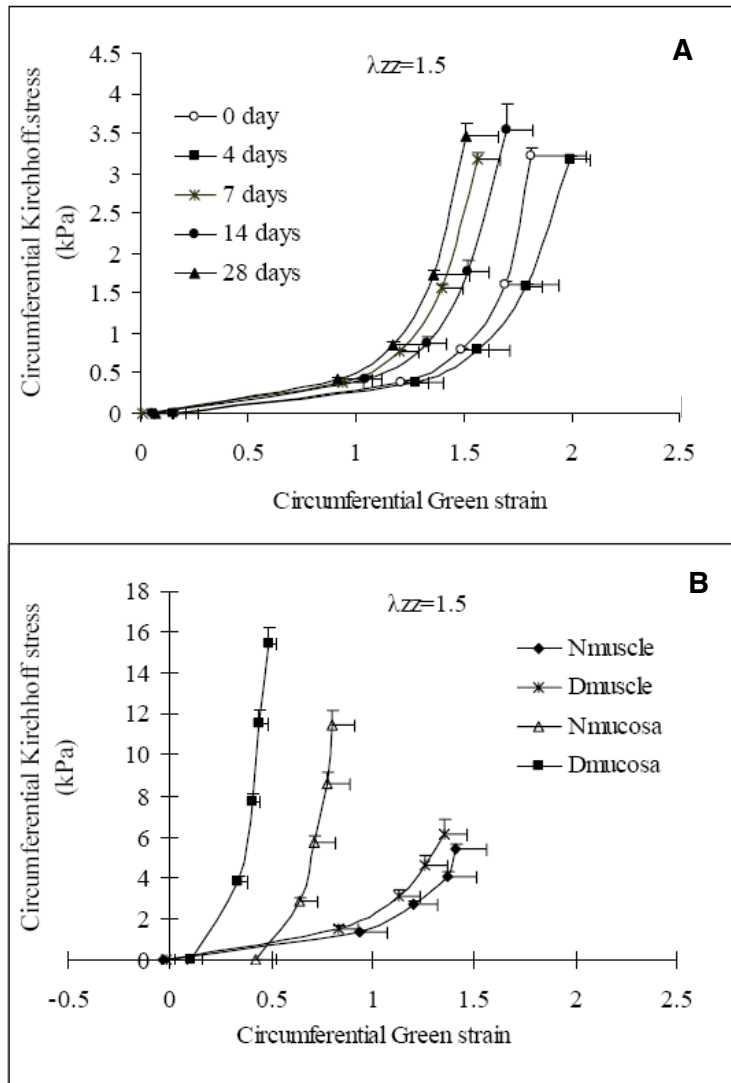 A
λzz=1.5
4.5
4
3.5
3
2.5
2
1.5
1
0.5
0
0 day
4 days
7 days
14 days
28 days
Circumferential Kirchhoff.stress
(kPa)
0 0.5 1 1.5 2 2.5
Circumferential Green strain
B
λzz=1.5
18
16
14
12
10
8
6
4
2
0
Nmuscle
Dmuscle
Nmucosa
Dmucosa
Circumferential Kirchhoff stress
(kPa)
-0.5 0 0.5 1 1.5 2 2.5
Circumferential Green strain